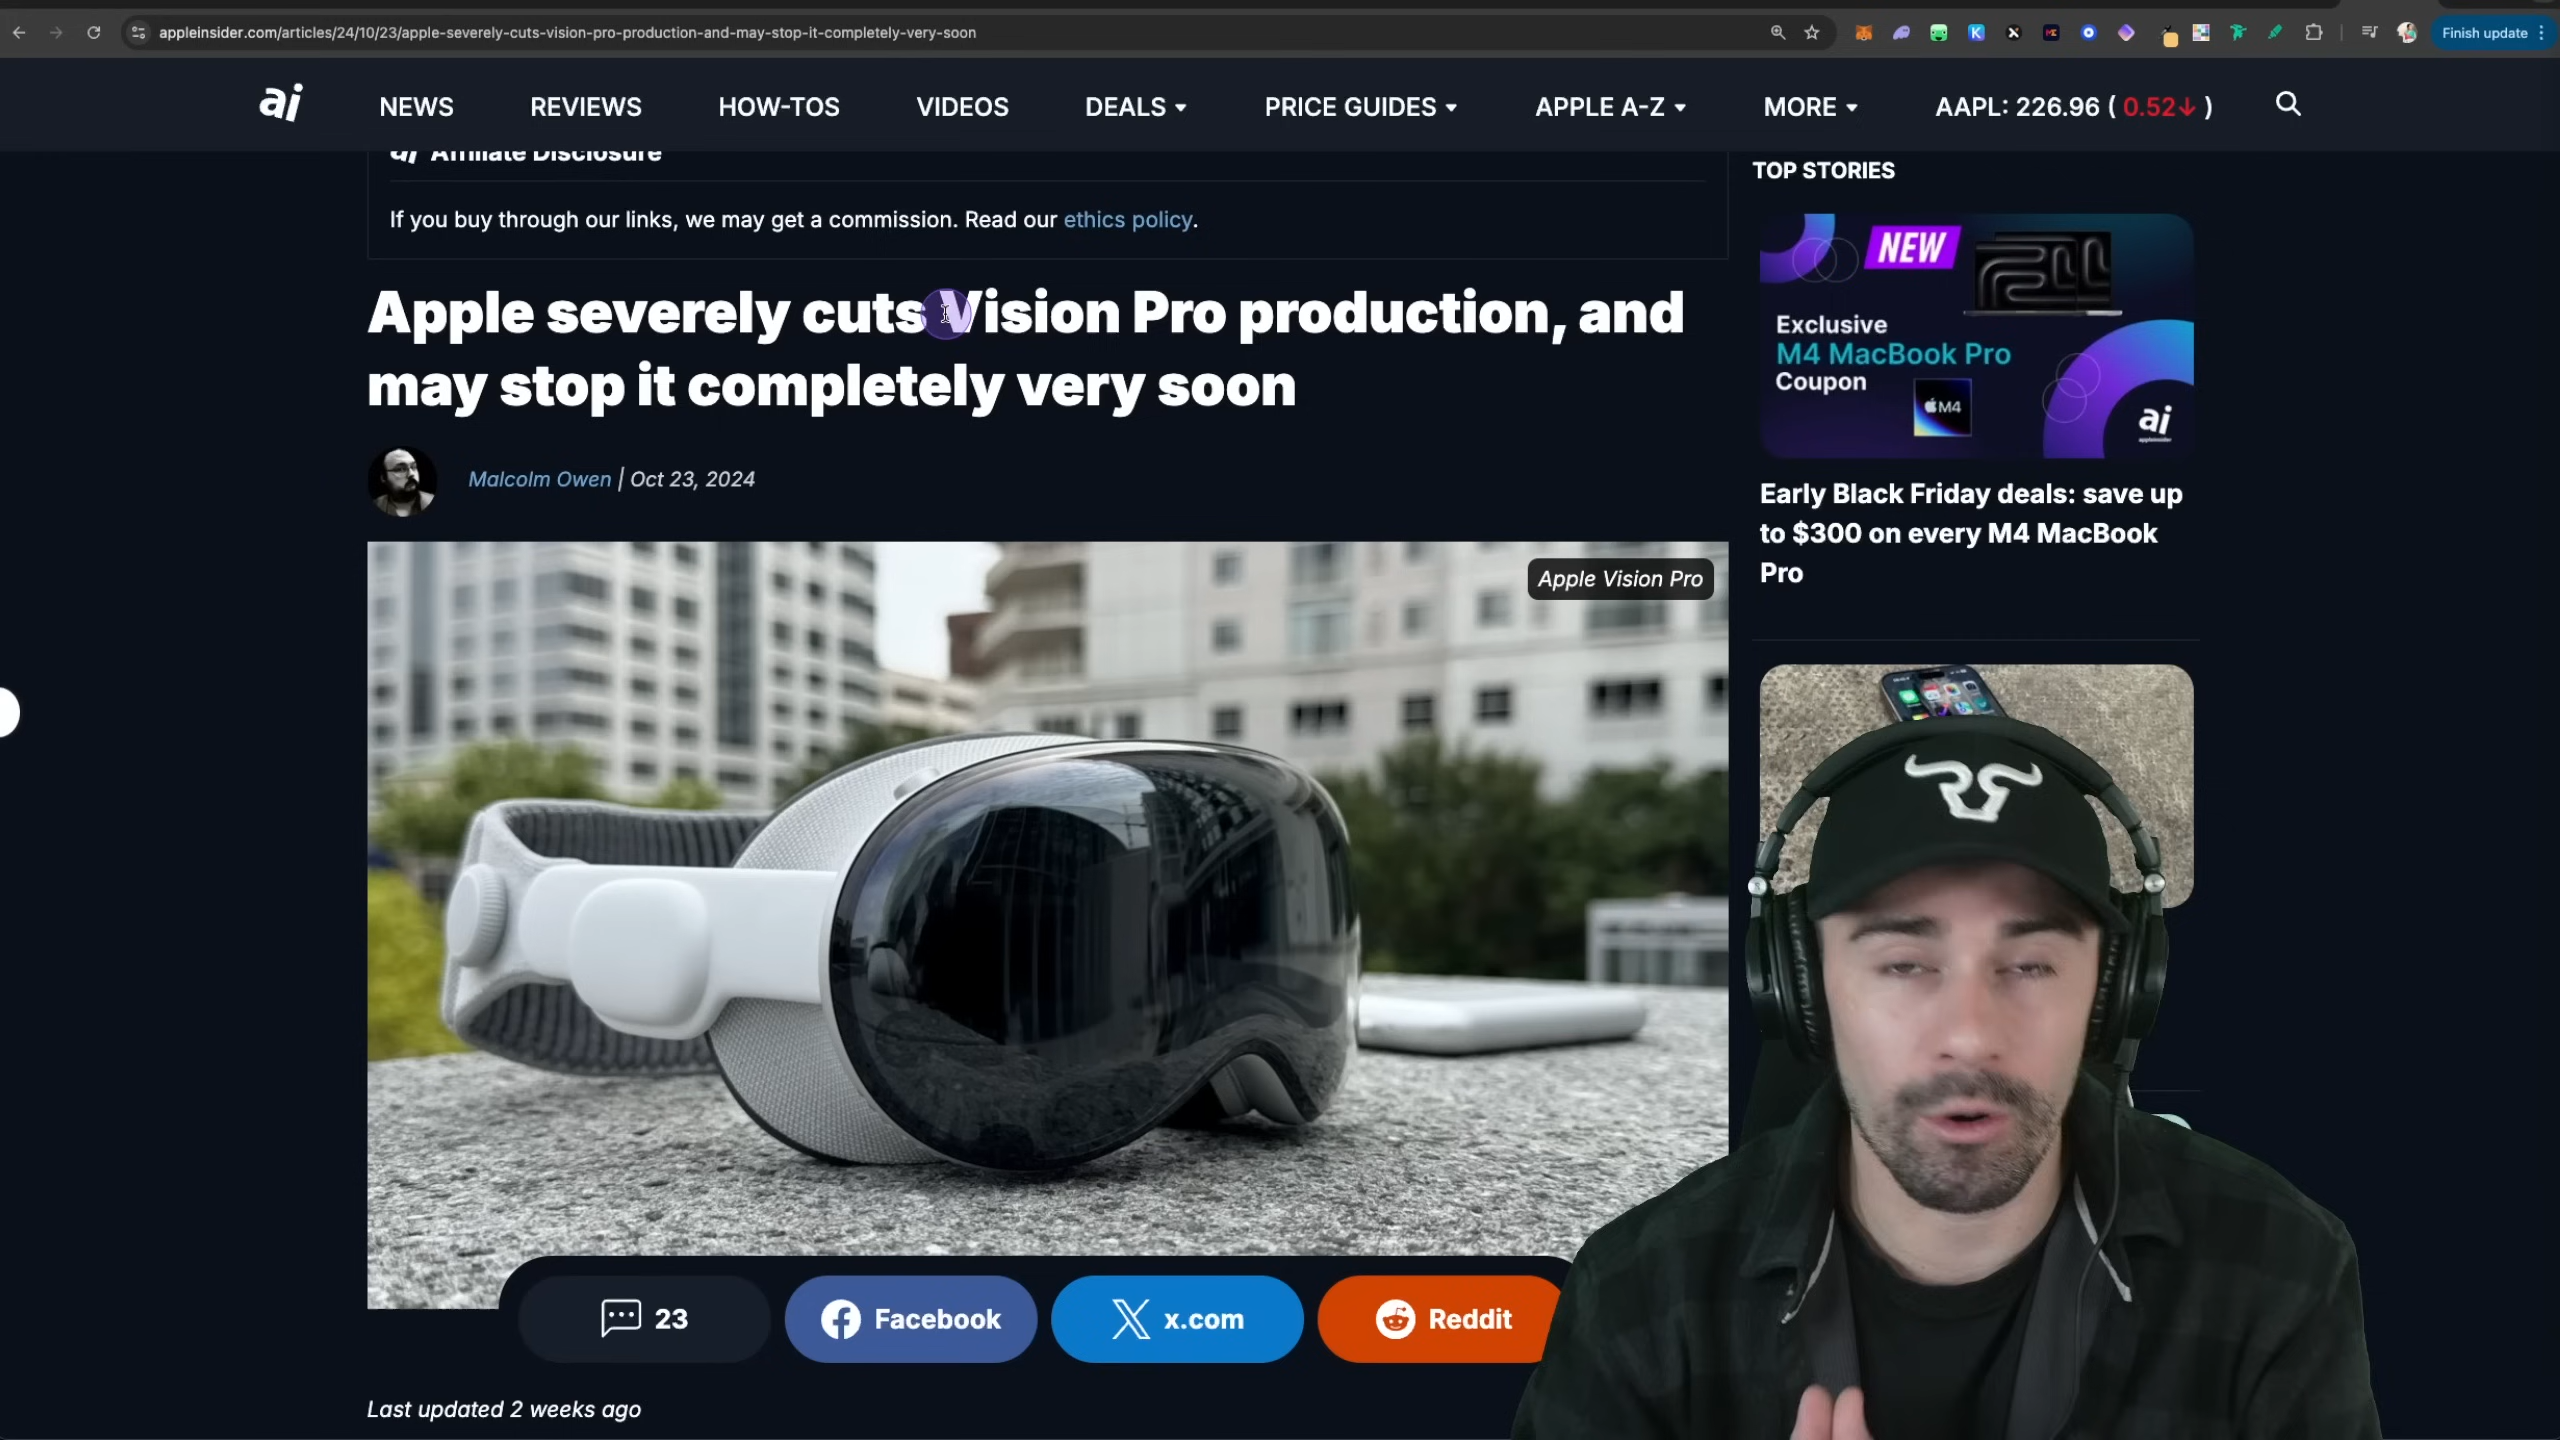 appleinsider.com/articles/24/10/23/apple-severely-cuts-vision-pro-production-and-may-stop-it-completely-very-soon
Finish update
ai
NEWS
REVIEWS
HOW-TOS
VIDEOS
DEALS
PRICE GUIDES
APPLE A-Z
MORE
AAPL: 226.96 ( 0.52↓ )
ai Affiliate Disclosure
If you buy through our links, we may get a commission. Read our ethics policy.
Apple severely cuts Vision Pro production, and
may stop it completely very soon
Malcolm Owen | Oct 23, 2024
Apple Vision Pro
23
Facebook
x.com
Reddit
Last updated 2 weeks ago
TOP STORIES
NEW
Exclusive
M4 MacBook Pro
Coupon
M4
ai
appleinsider
Early Black Friday deals: save up
to $300 on every M4 MacBook
Pro